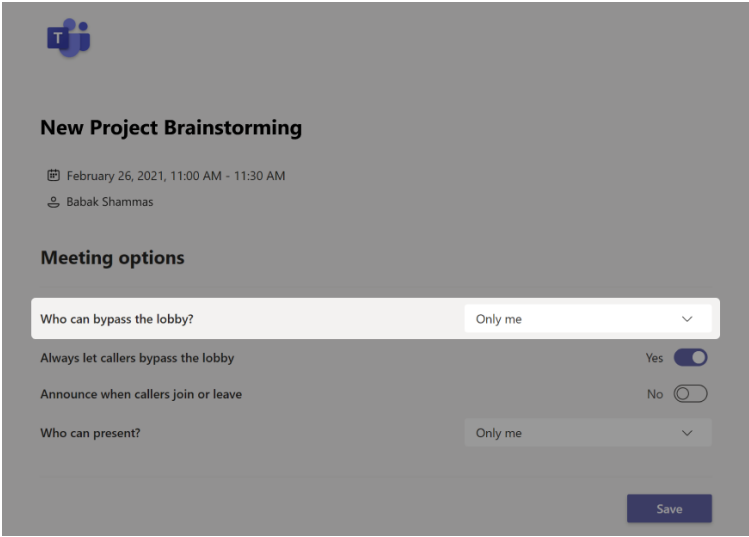 T
New Project Brainstorming
February 26, 2021, 11:00 AM - 11:30 AM
Babak Shammas
Meeting options
Who can bypass the lobby? Only me
Always let callers bypass the lobby Yes
Announce when callers join or leave No
Who can present? Only me
Save